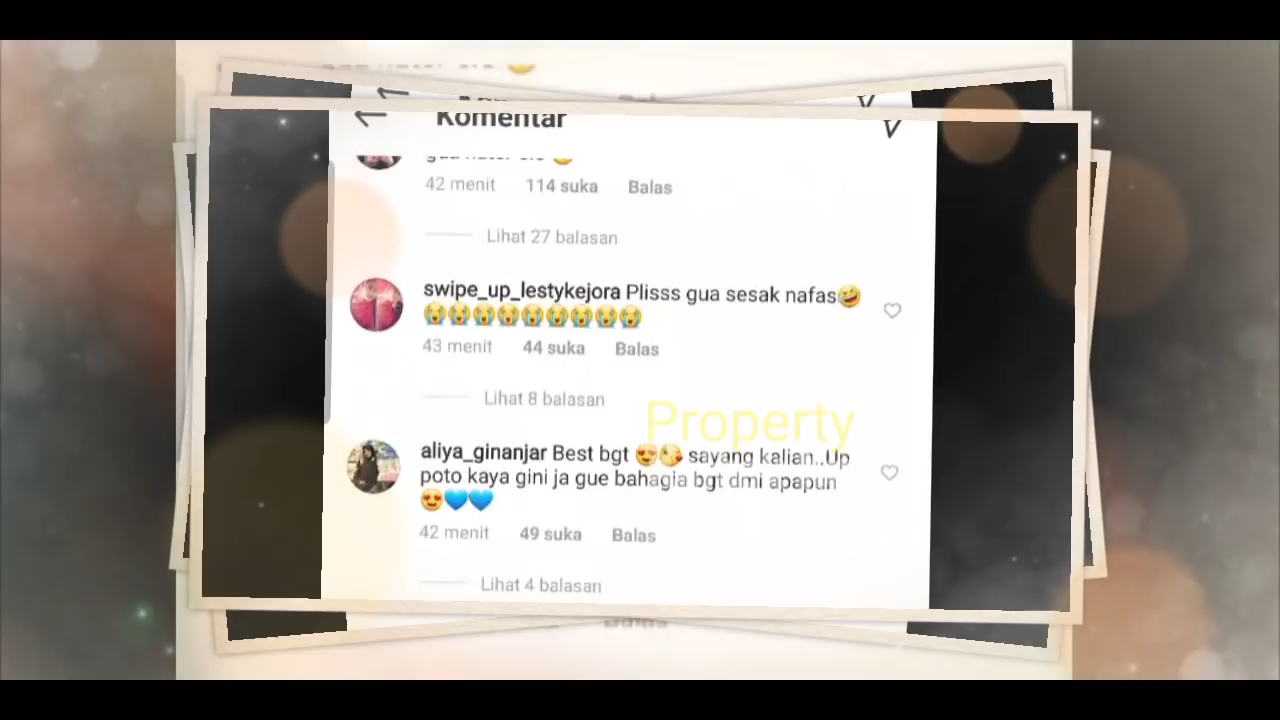 Komentar
42 menit 114 suka Balas
Lihat 27 balasan
swipe_up_lestykejora Plisss gua sesak nafas🤣
😭😭😭😭😭😭😭😭😭
43 menit 44 suka Balas
Lihat 8 balasan
Property
aliya_ginanjar Best bgt 😍😘 sayang kalian..Up
poto kaya gini ja gue bahagia bgt dmi apapun
😍💙💙
42 menit 49 suka Balas
Lihat 4 balasan